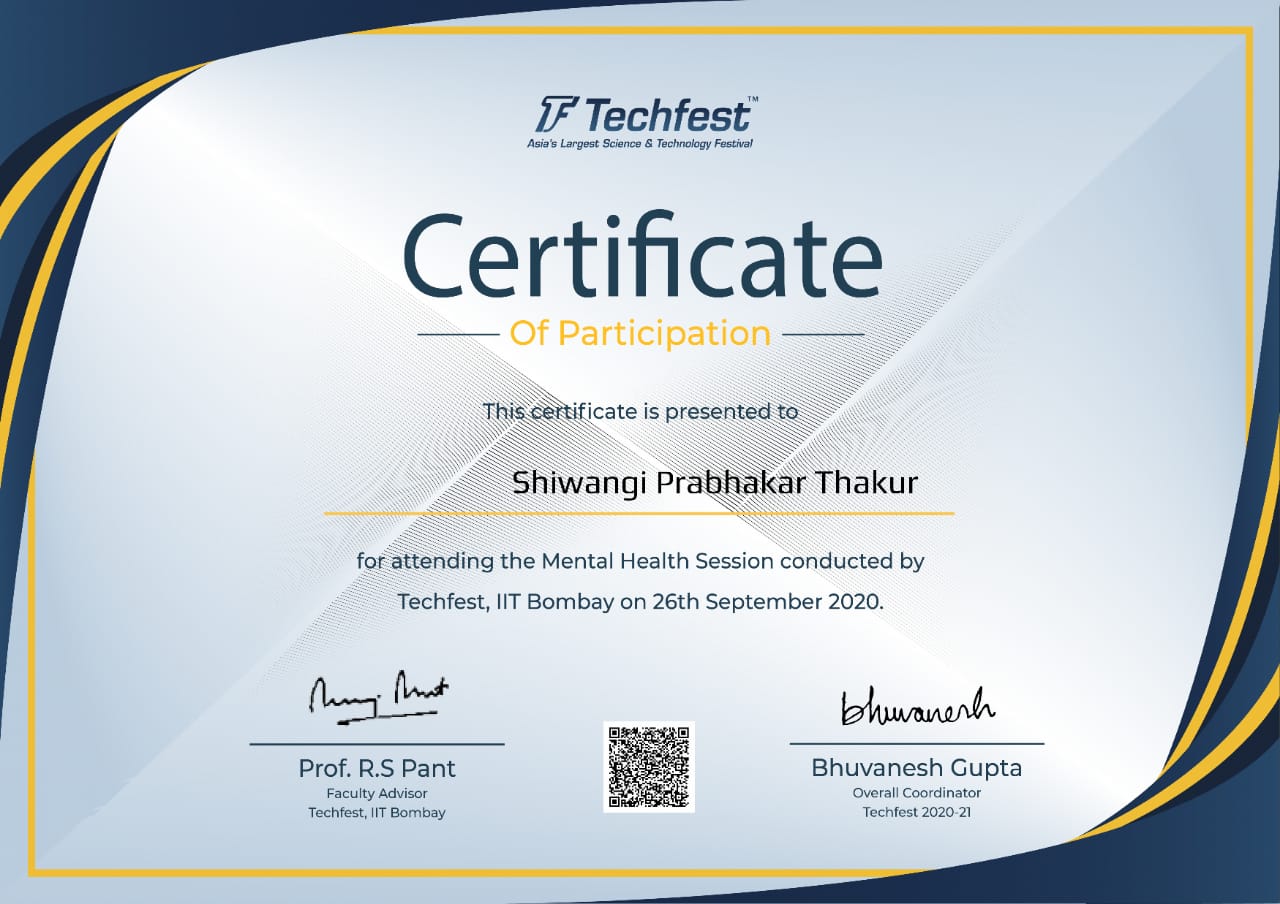 TF Techfest™
Asia's Largest Science & Technology Festival
Certificate
Of Participation
This certificate is presented to
Shiwangi Prabhakar Thakur
for attending the Mental Health Session conducted by
Techfest, IIT Bombay on 26th September 2020.
bhuvanesh
Prof. R.S Pant
Faculty Advisor
Techfest, IIT Bombay
Bhuvanesh Gupta
Overall Coordinator
Techfest 2020-21